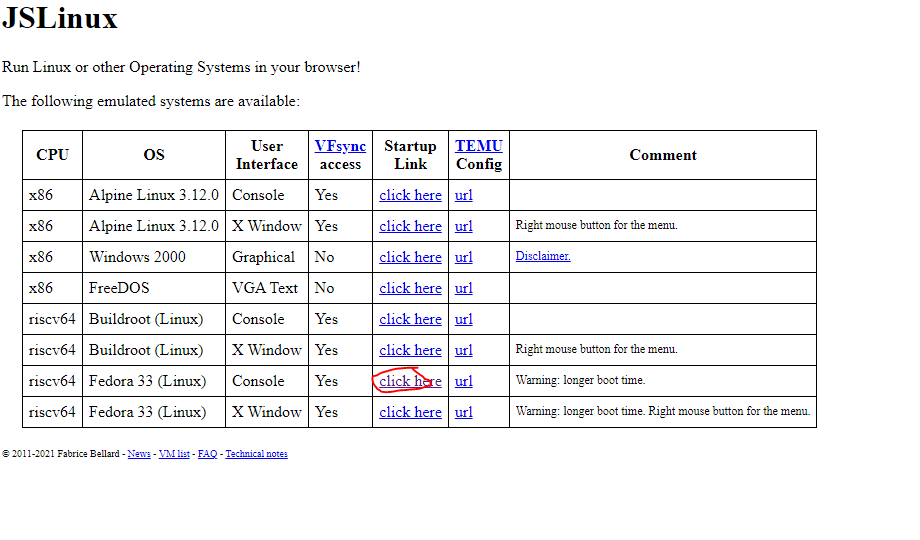 JSLinux
Run Linux or other Operating Systems in your browser!
The following emulated systems are available:
CPU OS User Interface VFsync access Startup Link TEMU Config Comment
x86 Alpine Linux 3.12.0 Console Yes click here url
x86 Alpine Linux 3.12.0 X Window Yes click here url Right mouse button for the menu.
x86 Windows 2000 Graphical No click here url Disclaimer.
x86 FreeDOS VGA Text No click here url
riscv64 Buildroot (Linux) Console Yes click here url
riscv64 Buildroot (Linux) X Window Yes click here url Right mouse button for the menu.
riscv64 Fedora 33 (Linux) Console Yes click here url Warning: longer boot time.
riscv64 Fedora 33 (Linux) X Window Yes click here url Warning: longer boot time. Right mouse button for the menu.
© 2011-2021 Fabrice Bellard - News - VM list - FAQ - Technical notes